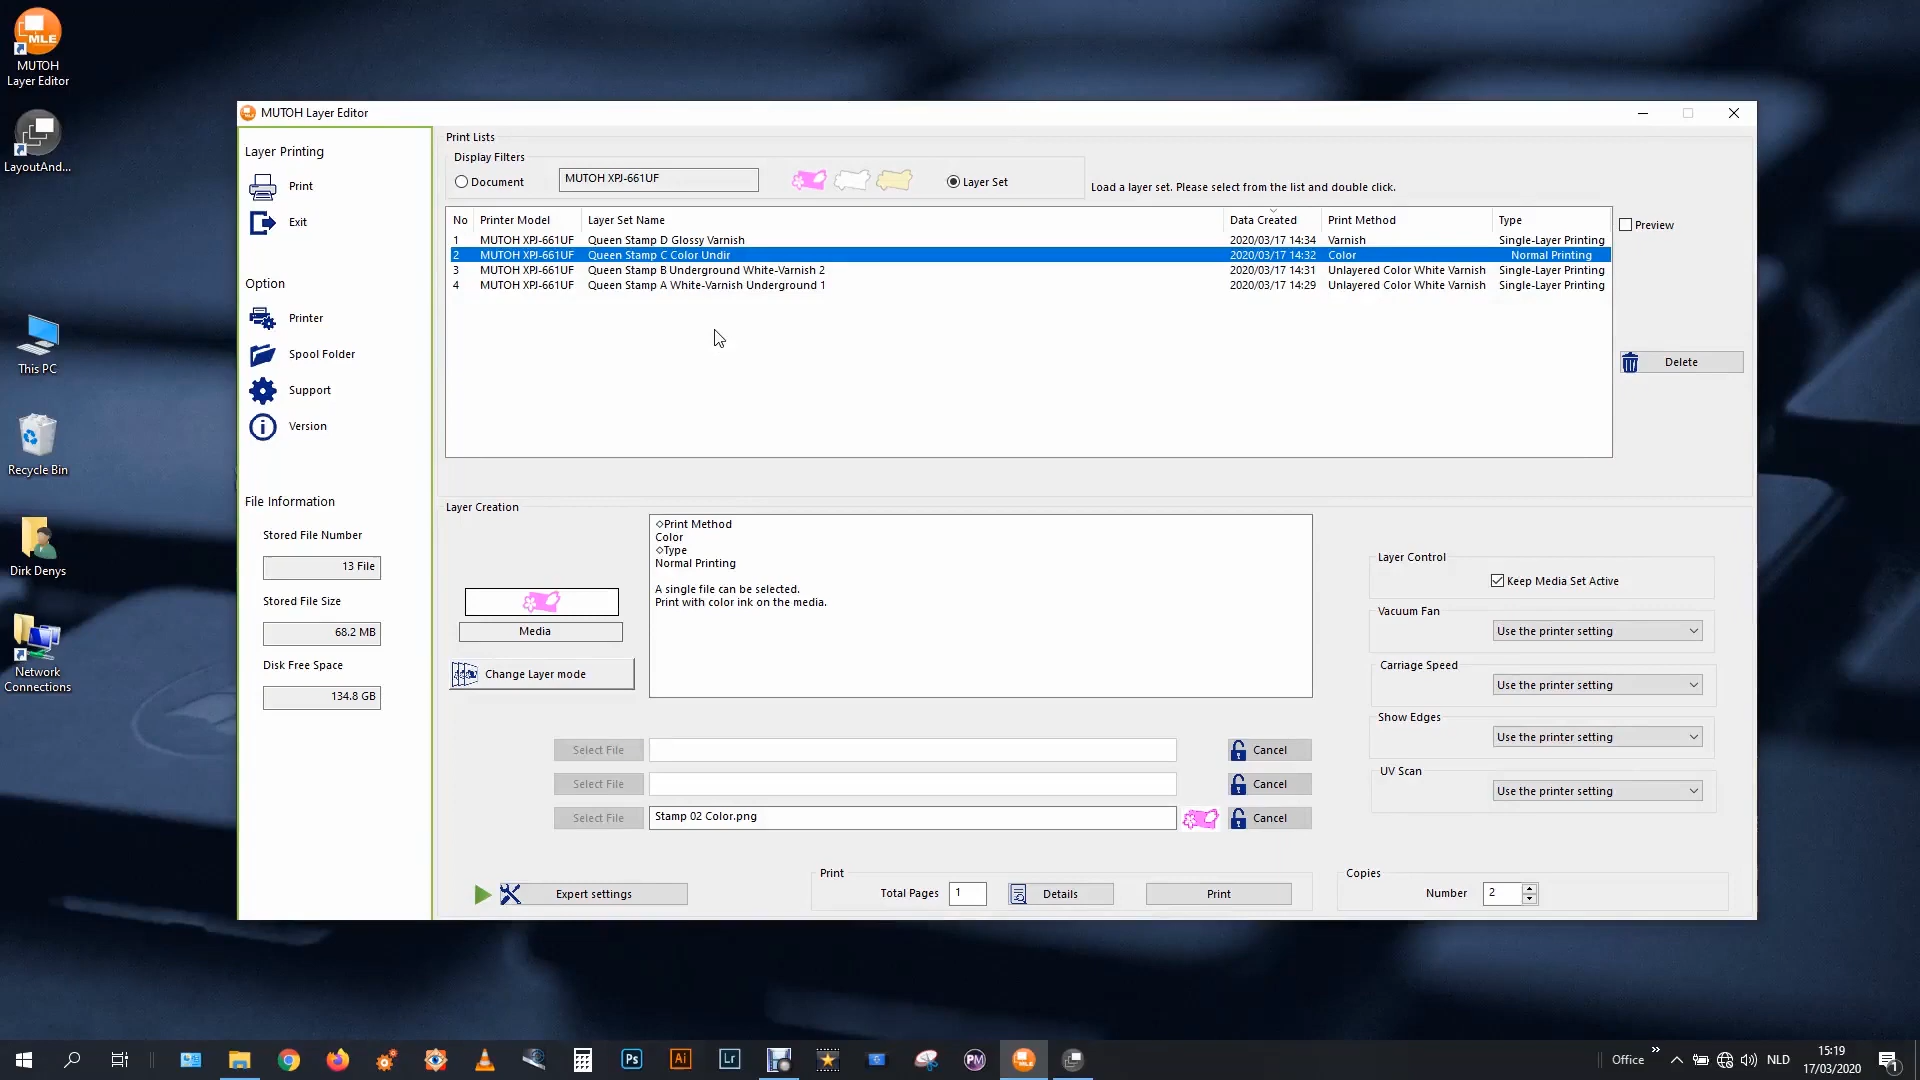 MLE
MUTOH
Layer Editor
LayoutAnd...
This PC
Recycle Bin
Dirk Denys
Network
Connections
MUTOH Layer Editor
Layer Printing
Print
Exit
Option
Printer
Spool Folder
Support
Version
File Information
Stored File Number
13 File
Stored File Size
68.2 MB
Disk Free Space
134.8 GB
Print Lists
Display Filters
Document
MUTOH XPJ-661UF
Layer Set
Load a layer set. Please select from the list and double click.
No Printer Model Layer Set Name Data Created Print Method Type
1 MUTOH XPJ-661UF Queen Stamp D Glossy Varnish 2020/03/17 14:34 Varnish Single-Layer Printing
2 MUTOH XPJ-661UF Queen Stamp C Color Undir 2020/03/17 14:32 Color Normal Printing
3 MUTOH XPJ-661UF Queen Stamp B Underground White-Varnish 2 2020/03/17 14:31 Unlayered Color White Varnish Single-Layer Printing
4 MUTOH XPJ-661UF Queen Stamp A White-Varnish Underground 1 2020/03/17 14:29 Unlayered Color White Varnish Single-Layer Printing
Preview
Delete
Layer Creation
Media
Change Layer mode
◇Print Method
Color
◇Type
Normal Printing
A single file can be selected.
Print with color ink on the media.
Layer Control
Keep Media Set Active
Vacuum Fan
Use the printer setting
Carriage Speed
Use the printer setting
Show Edges
Use the printer setting
UV Scan
Use the printer setting
Select File Cancel
Select File Cancel
Select File Stamp 02 Color.png Cancel
Expert settings
Print
Total Pages 1 Details Print
Copies
Number 2
Ps
Ai
Lr
PM
MLE
Office
»
NLD
15:19
17/03/2020
1